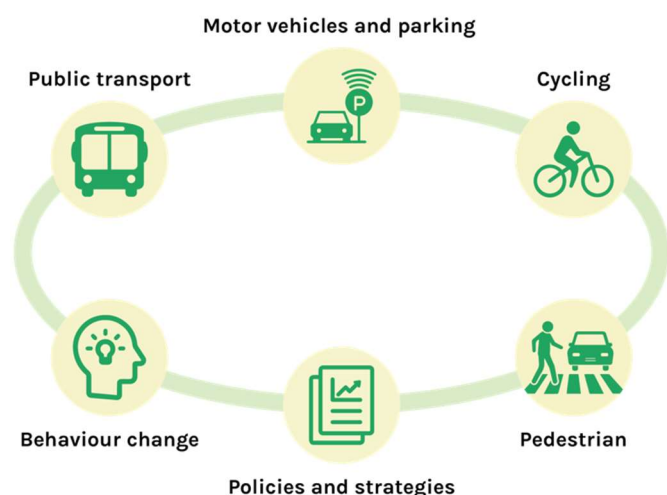 Motor vehicles and parking
Public transport
Cycling
P
Behaviour change
Pedestrian
Policies and strategies